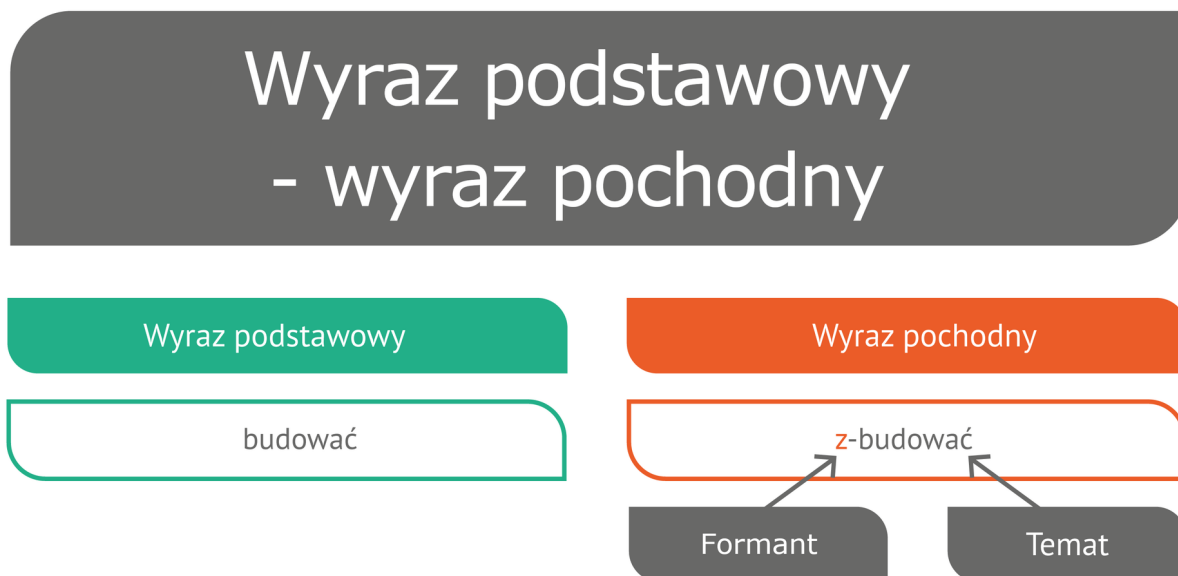 Wyraz podstawowy
- wyraz pochodny
Wyraz podstawowy
Wyraz pochodny
budować
z-budować
Formant
Temat